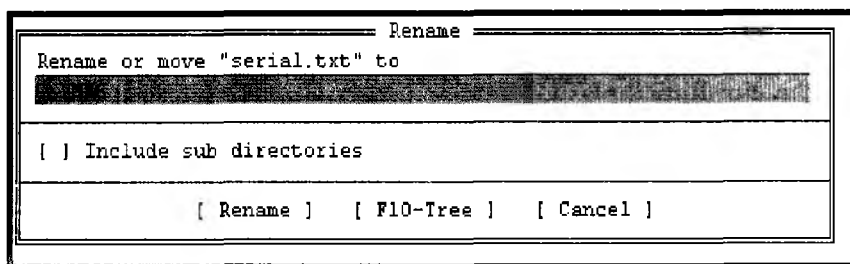 Rename
Rename or move "serial.txt" to
[ ] Include sub directories
[ Rename ] [ F10-Tree ] [ Cancel ]